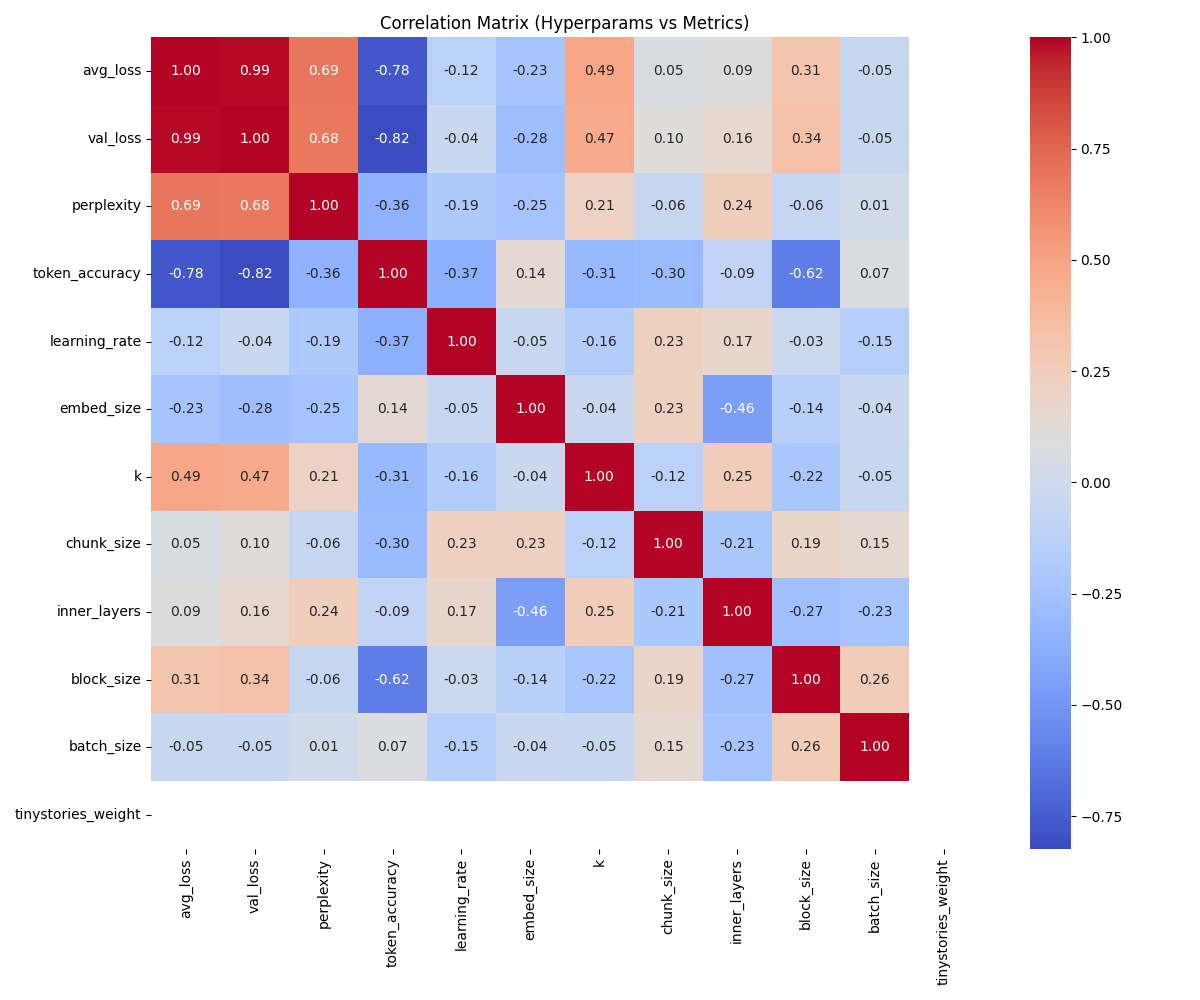 Correlation Matrix (Hyperparams vs Metrics)
avg_loss 1.00 0.99 0.69 -0.78 -0.12 -0.23 0.49 0.05 0.09 0.31 -0.05
val_loss 0.99 1.00 0.68 -0.82 -0.04 -0.28 0.47 0.10 0.16 0.34 -0.05
perplexity 0.69 0.68 1.00 -0.36 -0.19 -0.25 0.21 -0.06 0.24 -0.06 0.01
token_accuracy -0.78 -0.82 -0.36 1.00 -0.37 0.14 -0.31 -0.30 -0.09 -0.62 0.07
learning_rate -0.12 -0.04 -0.19 -0.37 1.00 -0.05 -0.16 0.23 0.17 -0.03 -0.15
embed_size -0.23 -0.28 -0.25 0.14 -0.05 1.00 -0.04 0.23 -0.46 -0.14 -0.04
k 0.49 0.47 0.21 -0.31 -0.16 -0.04 1.00 -0.12 0.25 -0.22 -0.05
chunk_size 0.05 0.10 -0.06 -0.30 0.23 0.23 -0.12 1.00 -0.21 0.19 0.15
inner_layers 0.09 0.16 0.24 -0.09 0.17 -0.46 0.25 -0.21 1.00 -0.27 -0.23
block_size 0.31 0.34 -0.06 -0.62 -0.03 -0.14 -0.22 0.19 -0.27 1.00 0.26
batch_size -0.05 -0.05 0.01 0.07 -0.15 -0.04 -0.05 0.15 -0.23 0.26 1.00
tinystories_weight
avg_loss
val_loss
perplexity
token_accuracy
learning_rate
embed_size
k
chunk_size
inner_layers
block_size
batch_size
tinystories_weight
1.00
0.75
0.50
0.25
0.00
−0.25
−0.50
−0.75